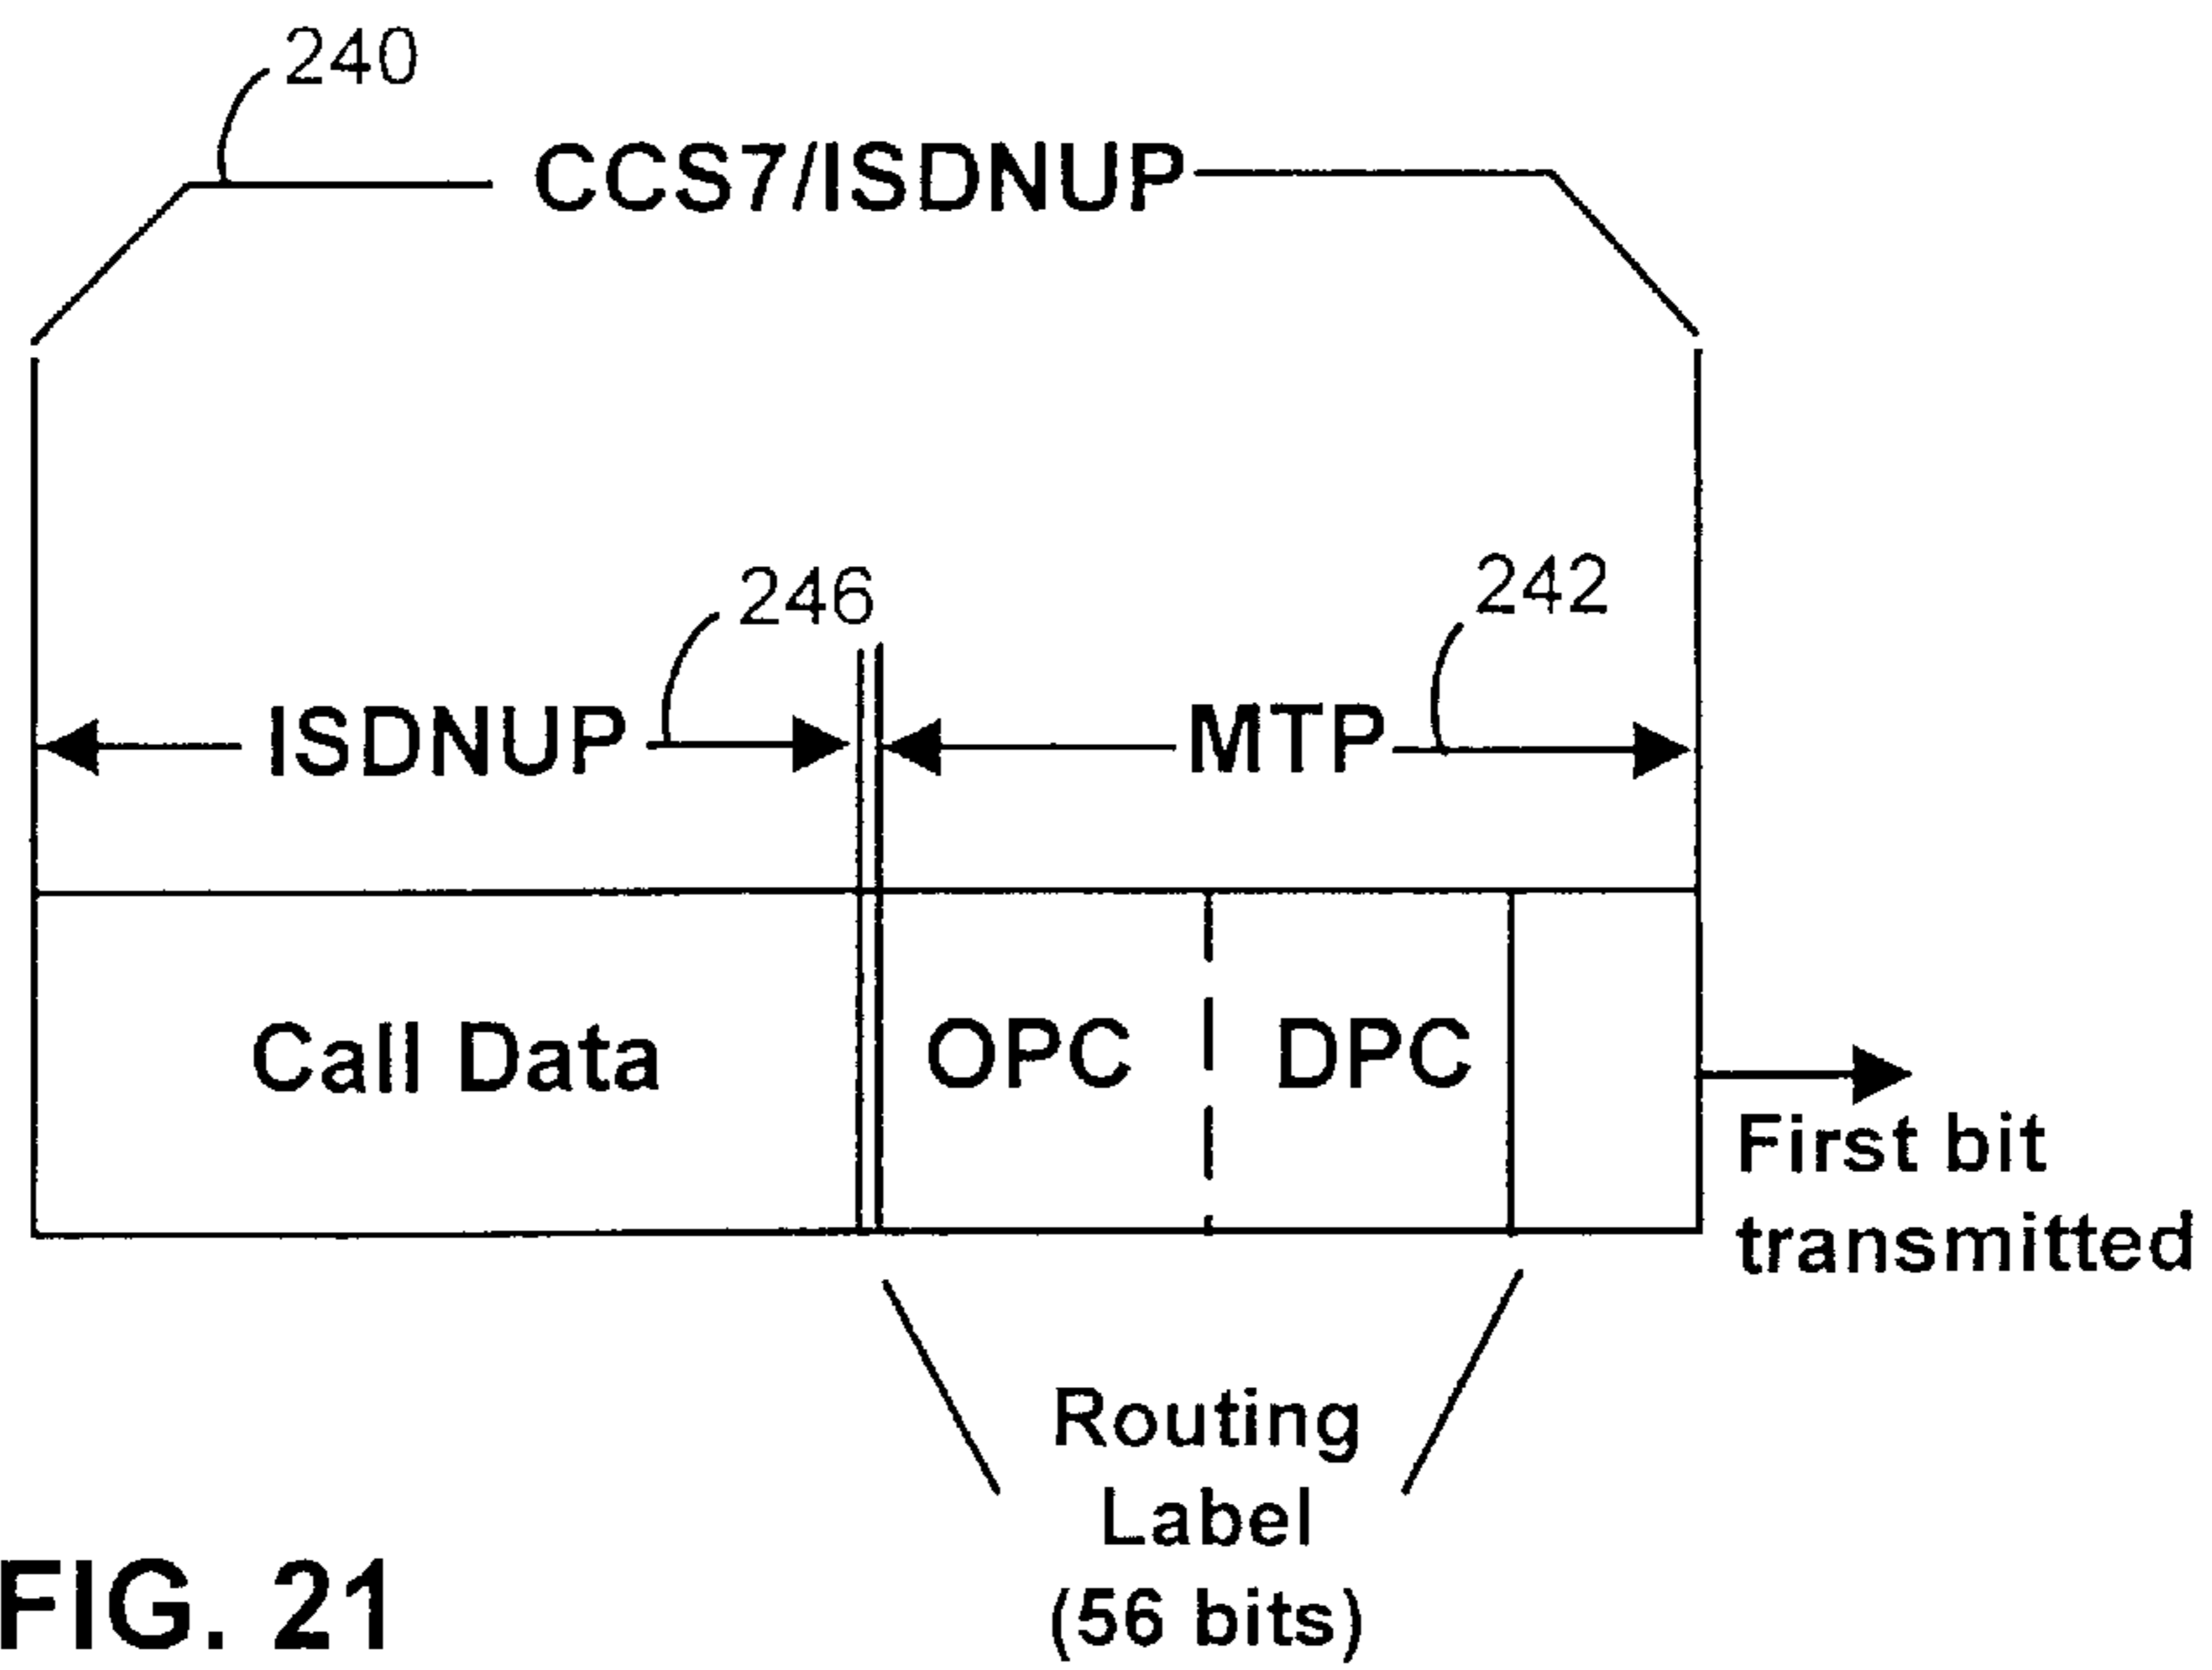 240
CCS7/ISDNUP
246
242
ISDNUP
MTP
Call Data
OPC
DPC
First bit
transmitted
Routing
Label
(56 bits)
FIG. 21